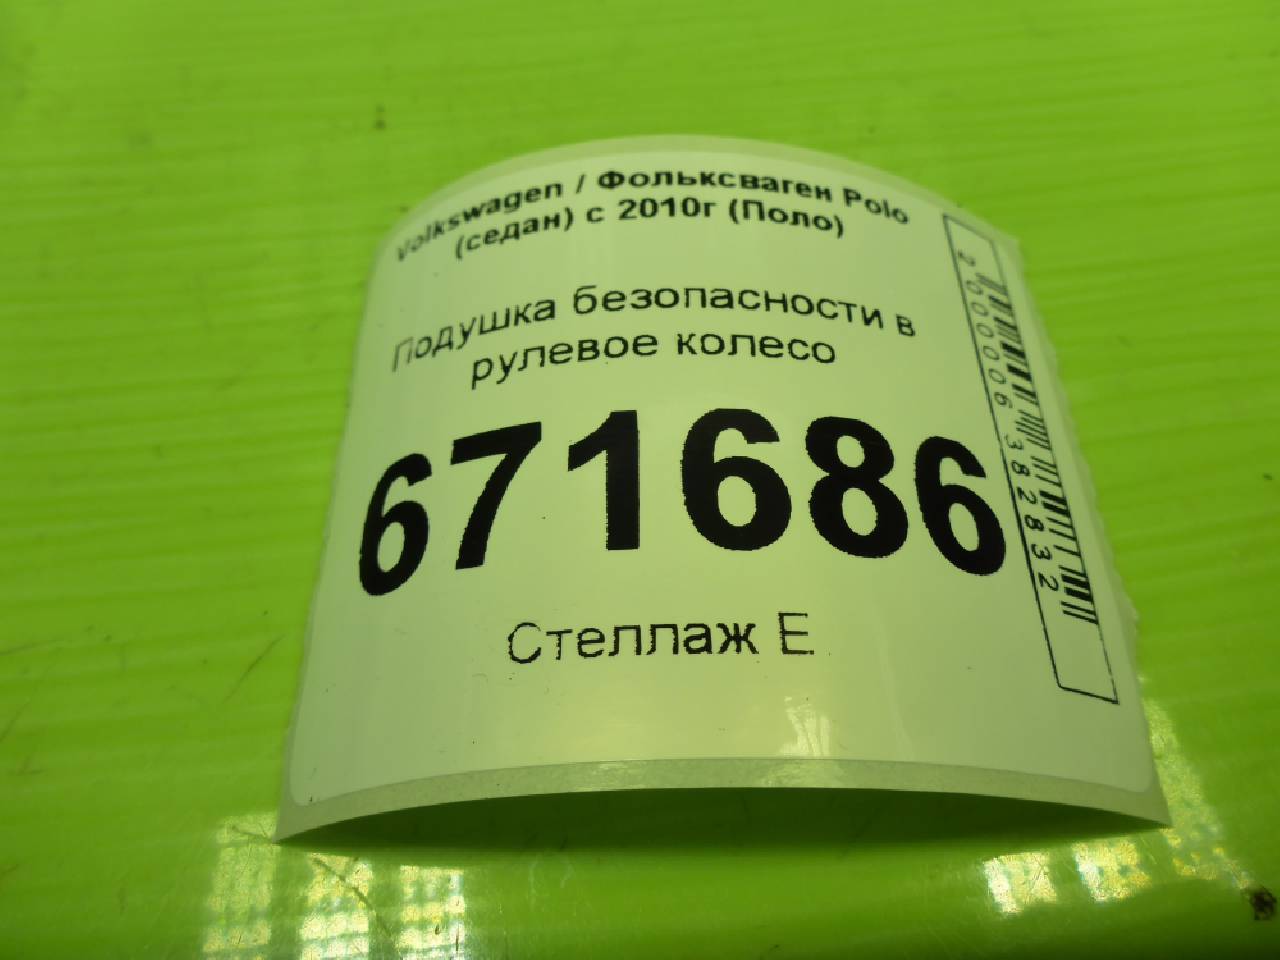 Volkswagen / Фольксваген Polo
(седан) с 2010г (Поло)
Подушка безопасности в
рулевое колесо
671686
Стеллаж Е
2000006382832